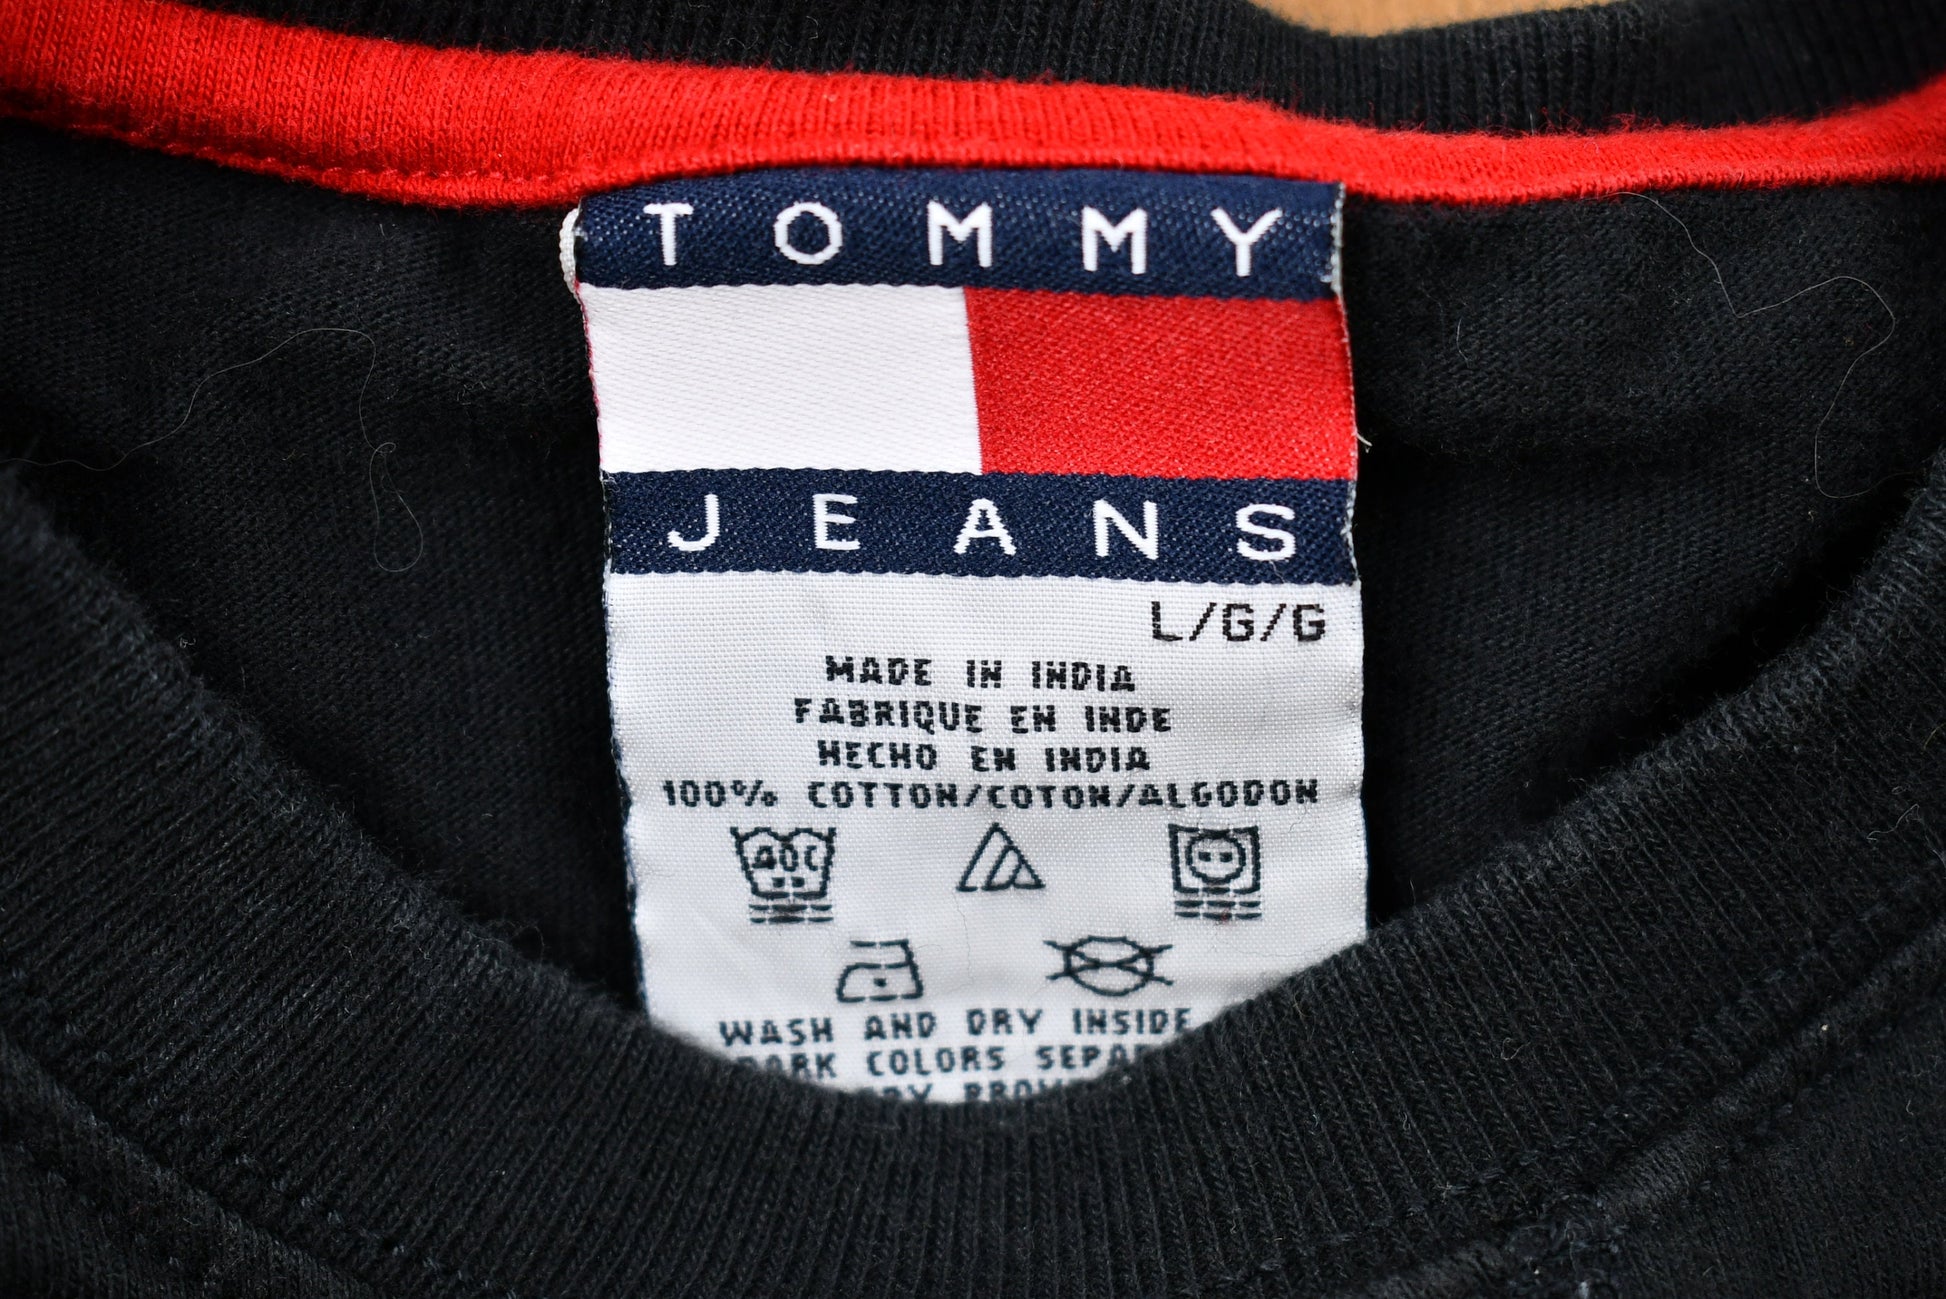 TOMMY
JEANS
L/G/G
MADE IN INDIA
FABRIQUE EN INDE
HECHO EN INDIA
100% COTTON/COTON/ALGODON
40C
WASH AND DRY INSIDE
COLORS